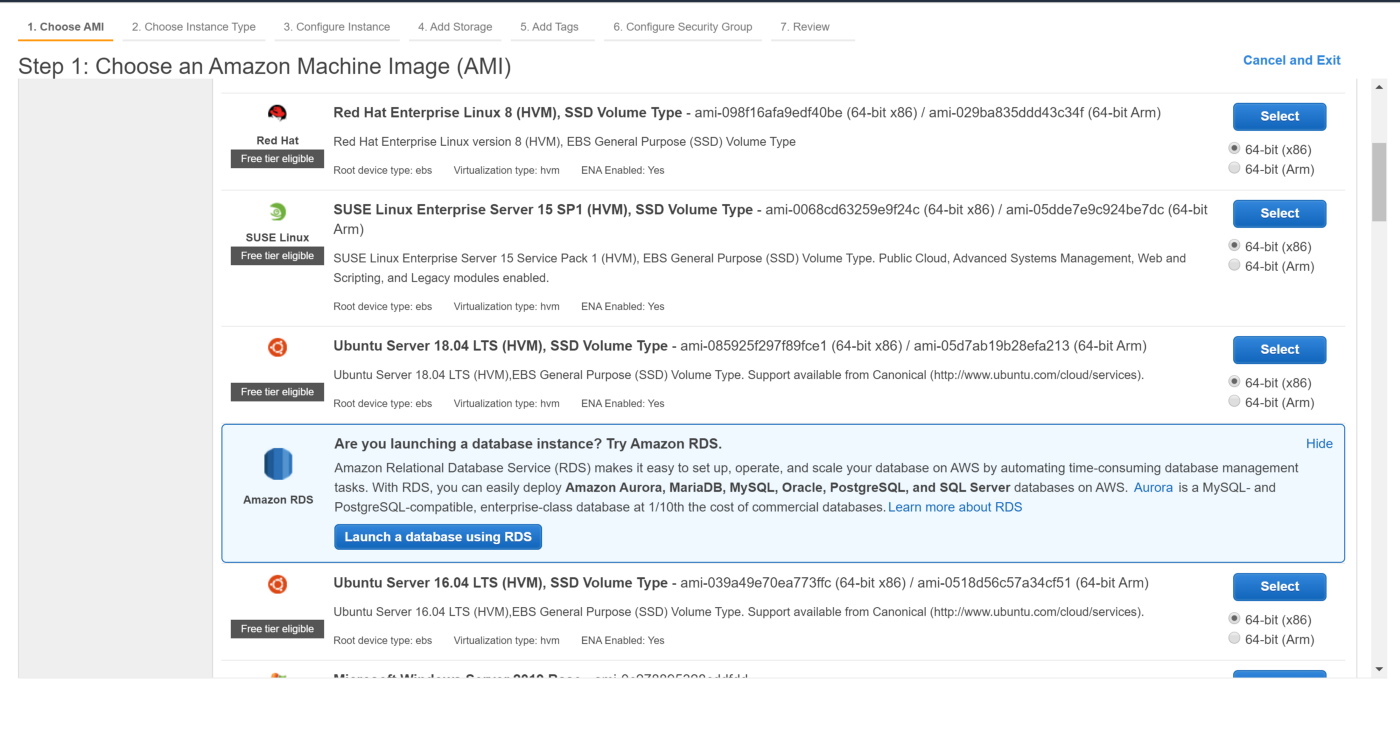 1. Choose AMI 2. Choose Instance Type 3. Configure Instance 4. Add Storage 5. Add Tags 6. Configure Security Group 7. Review
Step 1: Choose an Amazon Machine Image (AMI)
Cancel and Exit
Red Hat
Free tier eligible
Red Hat Enterprise Linux 8 (HVM), SSD Volume Type - ami-098f16afa9edf40be (64-bit x86) / ami-029ba835ddd43c34f (64-bit Arm)
Red Hat Enterprise Linux version 8 (HVM), EBS General Purpose (SSD) Volume Type
Root device type: ebs Virtualization type: hvm ENA Enabled: Yes
Select
64-bit (x86)
64-bit (Arm)
SUSE Linux
Free tier eligible
SUSE Linux Enterprise Server 15 SP1 (HVM), SSD Volume Type - ami-0068cd63259e9f24c (64-bit x86) / ami-05dde7e9c924be7dc (64-bit
Arm)
SUSE Linux Enterprise Server 15 Service Pack 1 (HVM), EBS General Purpose (SSD) Volume Type. Public Cloud, Advanced Systems Management, Web and
Scripting, and Legacy modules enabled.
Root device type: ebs Virtualization type: hvm ENA Enabled: Yes
Select
64-bit (x86)
64-bit (Arm)
Free tier eligible
Ubuntu Server 18.04 LTS (HVM), SSD Volume Type - ami-085925f297f89fce1 (64-bit x86) / ami-05d7ab19b28efa213 (64-bit Arm)
Ubuntu Server 18.04 LTS (HVM),EBS General Purpose (SSD) Volume Type. Support available from Canonical (http://www.ubuntu.com/cloud/services).
Root device type: ebs Virtualization type: hvm ENA Enabled: Yes
Select
64-bit (x86)
64-bit (Arm)
Amazon RDS
Are you launching a database instance? Try Amazon RDS.
Hide
Amazon Relational Database Service (RDS) makes it easy to set up, operate, and scale your database on AWS by automating time-consuming database management
tasks. With RDS, you can easily deploy Amazon Aurora, MariaDB, MySQL, Oracle, PostgreSQL, and SQL Server databases on AWS. Aurora is a MySQL- and
PostgreSQL-compatible, enterprise-class database at 1/10th the cost of commercial databases. Learn more about RDS
Launch a database using RDS
Free tier eligible
Ubuntu Server 16.04 LTS (HVM), SSD Volume Type - ami-039a49e70ea773ffc (64-bit x86) / ami-0518d56c57a34cf51 (64-bit Arm)
Ubuntu Server 16.04 LTS (HVM),EBS General Purpose (SSD) Volume Type. Support available from Canonical (http://www.ubuntu.com/cloud/services).
Root device type: ebs Virtualization type: hvm ENA Enabled: Yes
Select
64-bit (x86)
64-bit (Arm)
Microsoft Windows Server 2019 Base